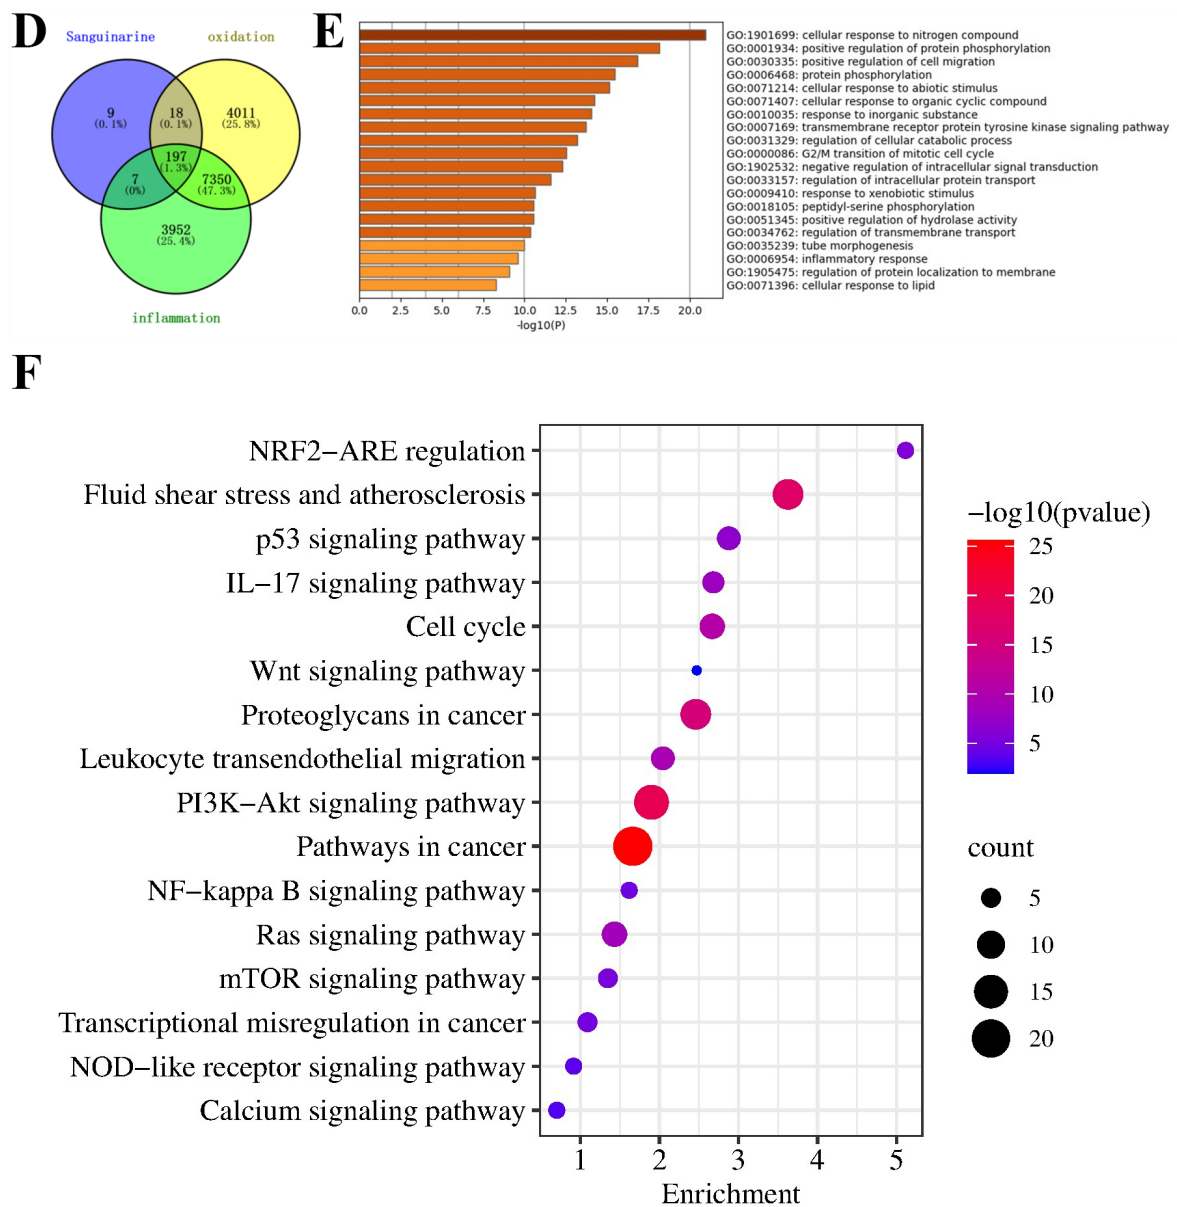 D
Sanguinarine
oxidation
9
(0.1%)
18
(0.1%)
4011
(25.8%)
197
(1.3%)
7
(0%)
7350
(47.3%)
3952
(25.4%)
inflammation
E
GO:1901699: cellular response to nitrogen compound
GO:0001934: positive regulation of protein phosphorylation
GO:0030335: positive regulation of cell migration
GO:0006468: protein phosphorylation
GO:0071214: cellular response to abiotic stimulus
GO:0071407: cellular response to organic cyclic compound
GO:0010035: response to inorganic substance
GO:0007169: transmembrane receptor protein tyrosine kinase signaling pathway
GO:0031329: regulation of cellular catabolic process
GO:0000086: G2/M transition of mitotic cell cycle
GO:1902532: negative regulation of intracellular signal transduction
GO:0033157: regulation of intracellular protein transport
GO:0009410: response to xenobiotic stimulus
GO:0018105: peptidyl-serine phosphorylation
GO:0051345: positive regulation of hydrolase activity
GO:0034762: regulation of transmembrane transport
GO:0035239: tube morphogenesis
GO:0006954: inflammatory response
GO:1905475: regulation of protein localization to membrane
GO:0071396: cellular response to lipid
0.0 2.5 5.0 7.5 10.0 12.5 15.0 17.5 20.0
-log10(P)
F
NRF2−ARE regulation
Fluid shear stress and atherosclerosis
p53 signaling pathway
IL−17 signaling pathway
Cell cycle
Wnt signaling pathway
Proteoglycans in cancer
Leukocyte transendothelial migration
PI3K−Akt signaling pathway
Pathways in cancer
NF−kappa B signaling pathway
Ras signaling pathway
mTOR signaling pathway
Transcriptional misregulation in cancer
NOD−like receptor signaling pathway
Calcium signaling pathway
1 2 3 4 5
Enrichment
−log10(pvalue)
25
20
15
10
5
count
5
10
15
20